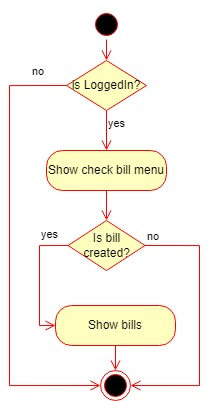 no
is LoggedIn?
yes
Show check bill menu
yes
Is bill
created?
no
Show bills